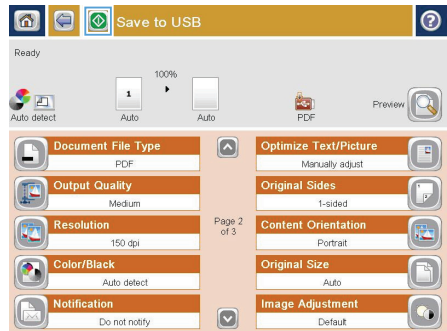 Save to USB
Ready
100%
1
Auto detect
Auto
Auto
PDF
Preview
Document File Type
PDF
Output Quality
Medium
Resolution
150 dpi
Color/Black
Auto detect
Notification
Do not notify
Page 2
of 3
Optimize Text/Picture
Manually adjust
Original Sides
1-sided
Content Orientation
Portrait
Original Size
Auto
Image Adjustment
Default